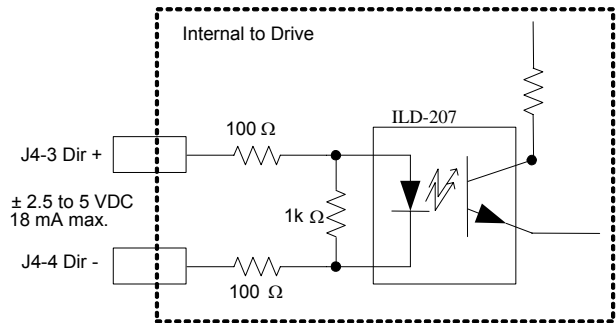 Internal to Drive
100 Ω
ILD-207
J4-3 Dir +
± 2.5 to 5 VDC
18 mA max.
1k Ω
J4-4 Dir -
100 Ω